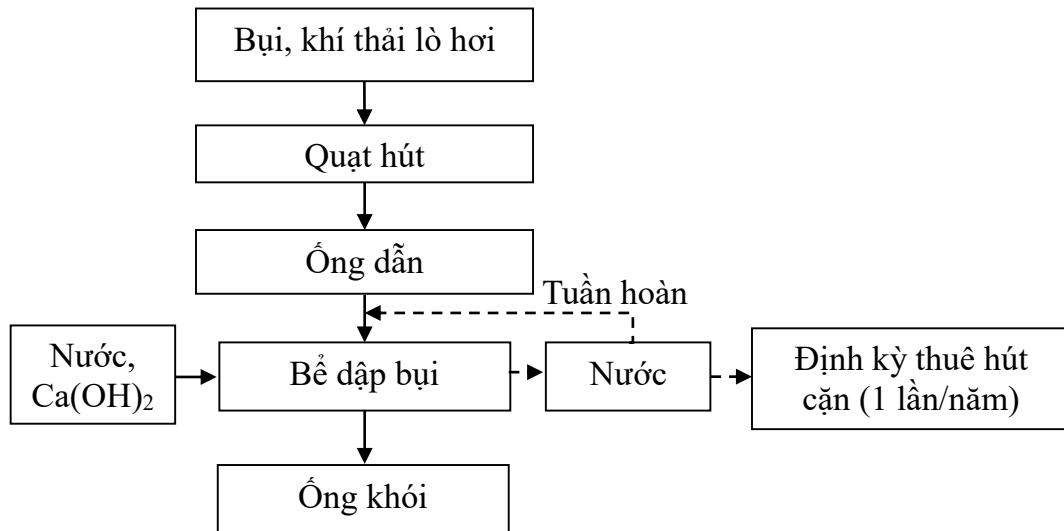 Bụi, khí thải lò hơi
Quạt hút
Ống dẫn
Tuần hoàn
Nước,
Ca(OH)₂
Bể dập bụi
Nước
Định kỳ thuê hút
cặn (1 lần/năm)
Ống khói